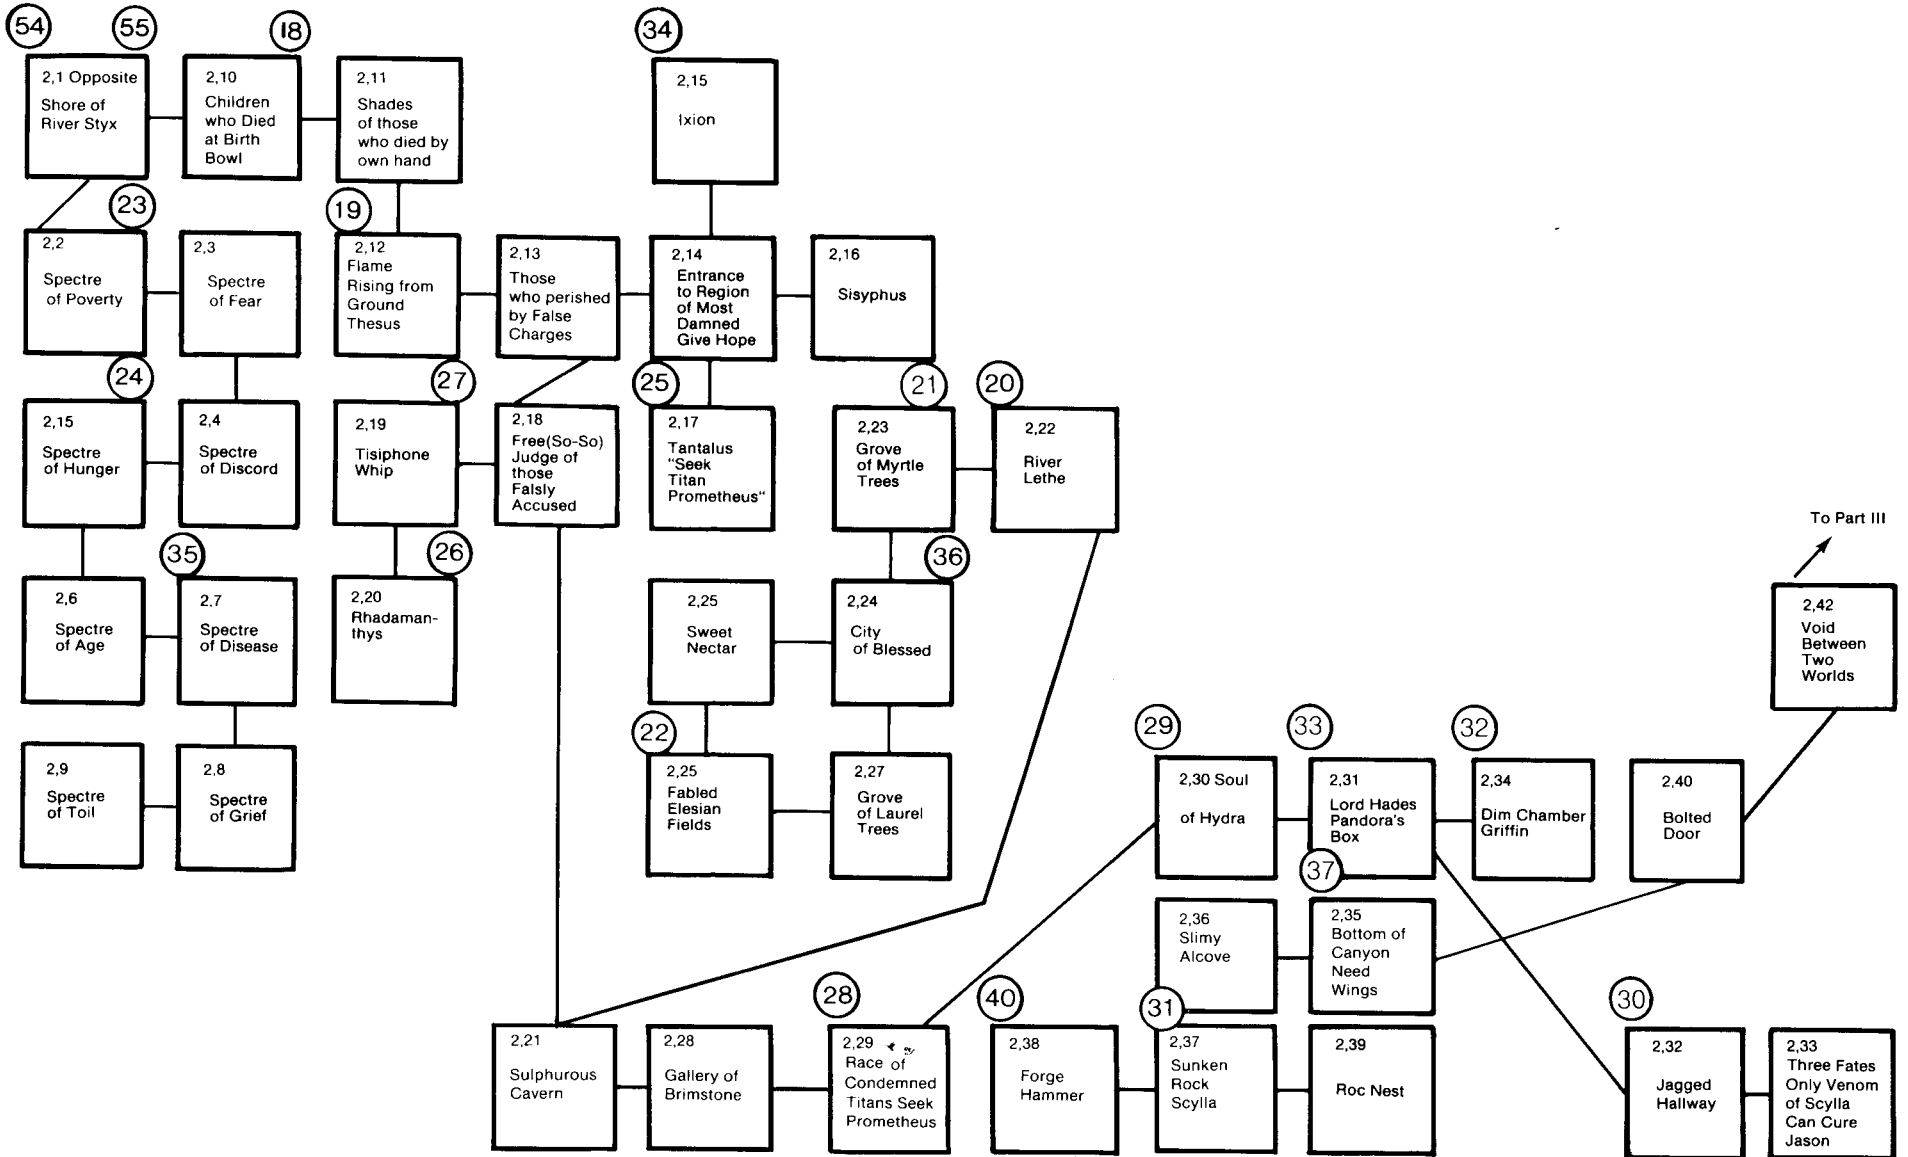 54
55
18
34
2,1 Opposite
Shore of
River Styx
2,10
Children
who Died
at Birth
Bowl
2,11
Shades
of those
who died by
own hand
2,15
Ixion
23
19
2,2
Spectre
of Poverty
2,3
Spectre
of Fear
2,12
Flame
Rising from
Ground
Thesus
2,13
Those
who perished
by False
Charges
2,14
Entrance
to Region
of Most
Damned
Give Hope
2,16
Sisyphus
24
27
25
21
20
2,15
Spectre
of Hunger
2,4
Spectre
of Discord
2,19
Tisiphone
Whip
2,18
Free(So-So)
Judge of
those
Falsly
Accused
2,17
Tantalus
"Seek
Titan
Prometheus"
2,23
Grove
of Myrtle
Trees
2,22
River
Lethe
To Part III
35
26
36
2,6
Spectre
of Age
2,7
Spectre
of Disease
2,20
Rhadaman-
thys
2,25
Sweet
Nectar
2,24
City
of Blessed
2,42
Void
Between
Two
Worlds
22
29
33
32
2,9
Spectre
of Toil
2,8
Spectre
of Grief
2,25
Fabled
Elesian
Fields
2,27
Grove
of Laurel
Trees
2,30 Soul
of Hydra
2,31
Lord Hades
Pandora's
Box
2,34
Dim Chamber
Griffin
2,40
Bolted
Door
37
2,36
Slimy
Alcove
2,35
Bottom of
Canyon
Need
Wings
28
40
31
30
2,21
Sulphurous
Cavern
2,28
Gallery of
Brimstone
2,29
Race of
Condemned
Titans Seek
Prometheus
2,38
Forge
Hammer
2,37
Sunken
Rock
Scylla
2,39
Roc Nest
2,32
Jagged
Hallway
2,33
Three Fates
Only Venom
of Scylla
Can Cure
Jason